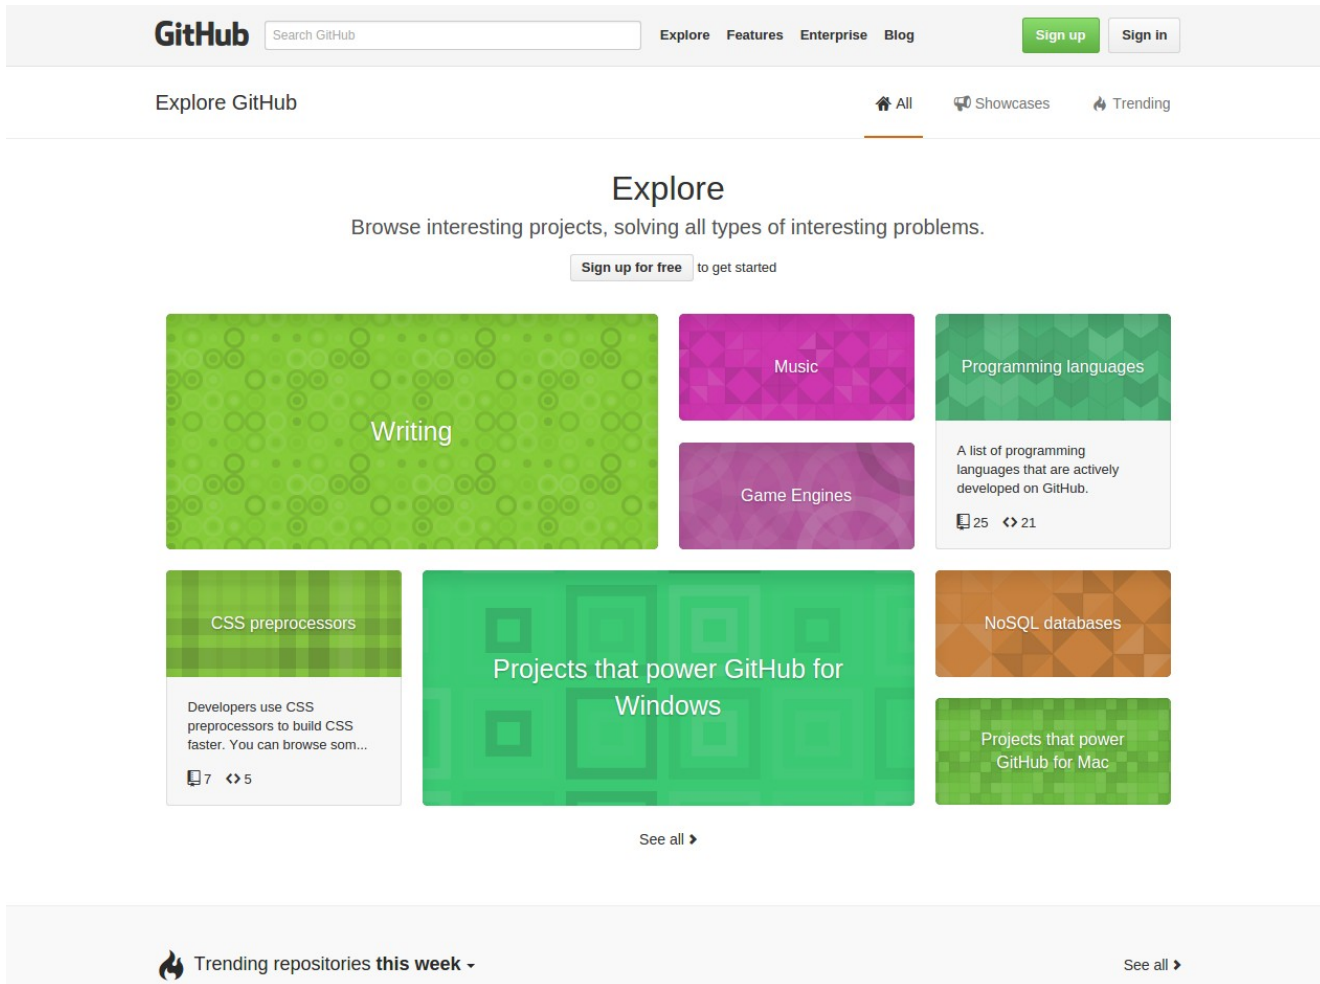 GitHub
Search GitHub
Explore Features Enterprise Blog
Sign up
Sign in
Explore GitHub
All
Showcases
Trending
Explore
Browse interesting projects, solving all types of interesting problems.
Sign up for free to get started
Writing
Music
Game Engines
Programming languages
A list of programming
languages that are actively
developed on GitHub.
25 21
CSS preprocessors
Developers use CSS
preprocessors to build CSS
faster. You can browse som...
7 5
Projects that power GitHub for
Windows
NoSQL databases
Projects that power
GitHub for Mac
See all
Trending repositories this week
See all